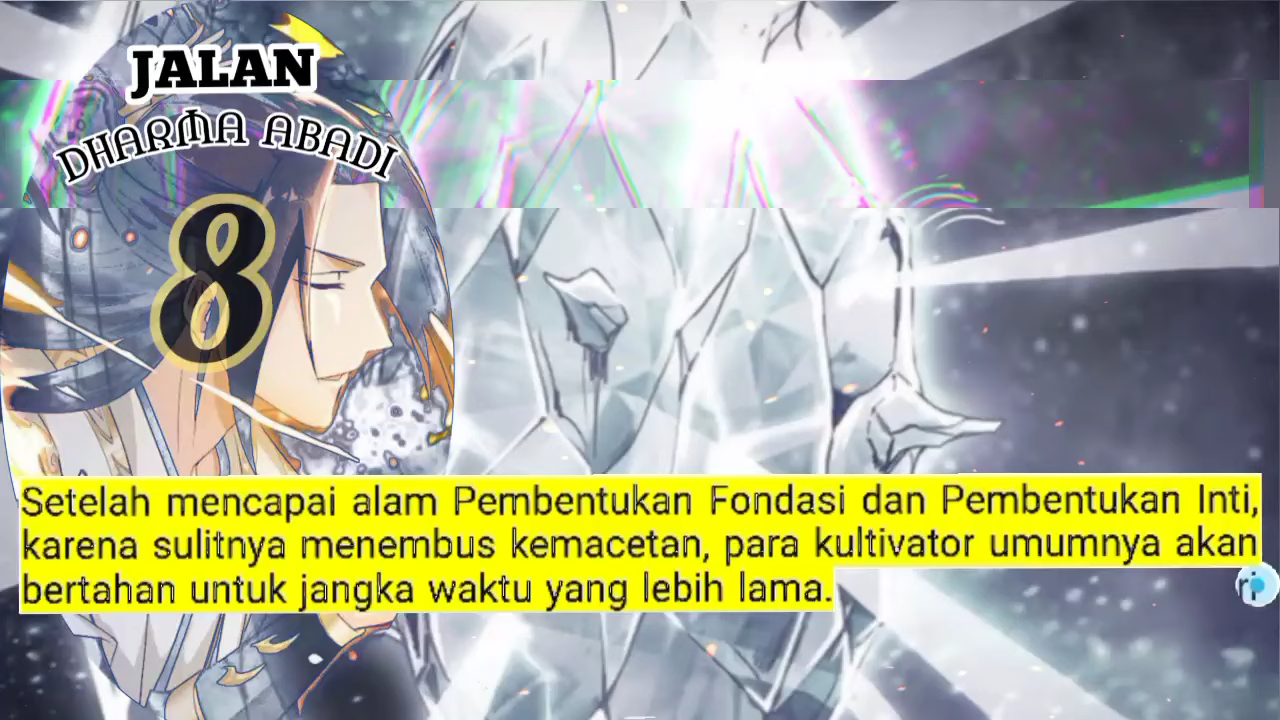 JALAN
DHARMA ABADI
8
Setelah mencapai alam Pembentukan Fondasi dan Pembentukan Inti,
karena sulitnya menembus kemacetan, para kultivator umumnya akan
bertahan untuk jangka waktu yang lebih lama.